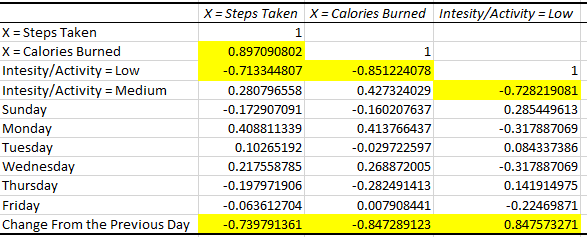 X = Steps Taken X = Calories Burned Intesity/Activity = Low
X = Steps Taken 1
X = Calories Burned 0.897090802 1
Intesity/Activity = Low -0.713344807 -0.851224078 1
Intesity/Activity = Medium 0.280796558 0.427324029 -0.728219081
Sunday -0.172907091 -0.160207637 0.285449613
Monday 0.408811339 0.413766437 -0.317887069
Tuesday 0.10265192 -0.029722597 0.084337386
Wednesday 0.217558785 0.268872005 -0.317887069
Thursday -0.197971906 -0.282491413 0.141914975
Friday -0.063612704 0.007908441 -0.22469871
Change From the Previous Day -0.739791361 -0.847289123 0.847573271